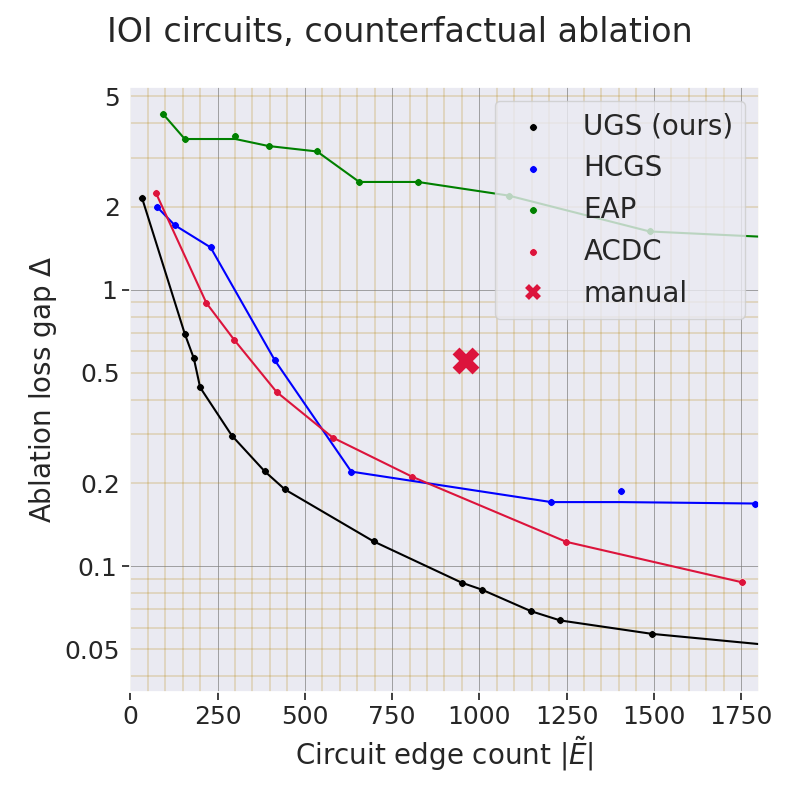 IOI circuits, counterfactual ablation
5
2
1
0.5
0.2
0.1
0.05
Ablation loss gap Δ
UGS (ours)
HCGS
EAP
ACDC
manual
0 250 500 750 1000 1250 1500 1750
Circuit edge count |Ẽ|